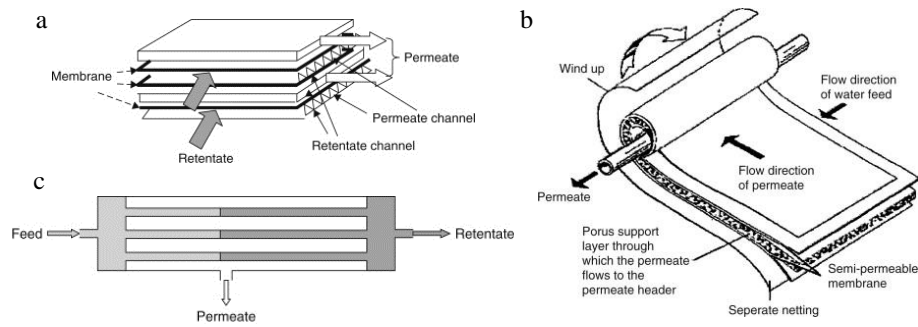 a
Membrane
Permeate
Permeate channel
Retentate channel
Retentate
b
Wind up
Flow direction
of water feed
Flow direction
of permeate
Permeate
Porus support
layer through
which the permeate
flows to the
permeate header
Semi-permeable
membrane
Seperate netting
c
Feed
Retentate
Permeate